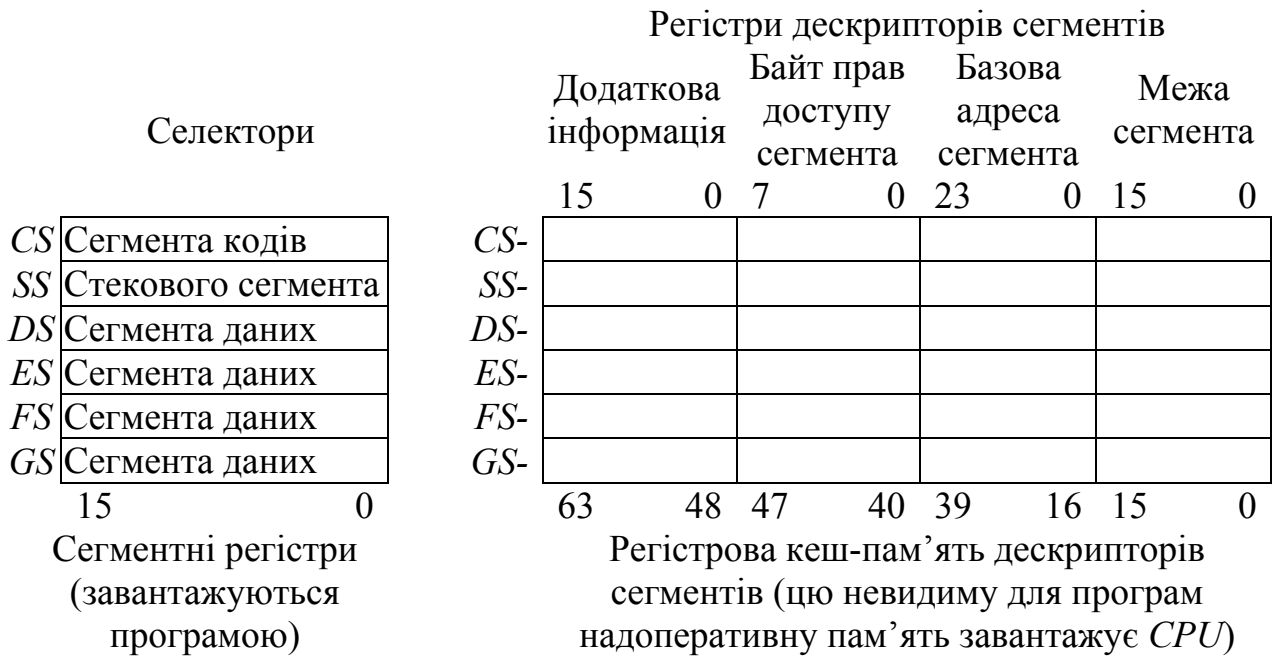 Регістри дескрипторів сегментів
Селектори
Додаткова
інформація
Байт прав
доступу
сегмента
Базова
адреса
сегмента
Межа
сегмента
15 0 7 0 23 0 15 0
CS Сегмента кодів CS-
SS Стекового сегмента SS-
DS Сегмента даних DS-
ES Сегмента даних ES-
FS Сегмента даних FS-
GS Сегмента даних GS-
15 0 63 48 47 40 39 16 15 0
Сегментні регістри
(завантажуються
програмою)
Регістрова кеш-пам’ять дескрипторів
сегментів (цю невидиму для програм
надоперативну пам’ять завантажує CPU)